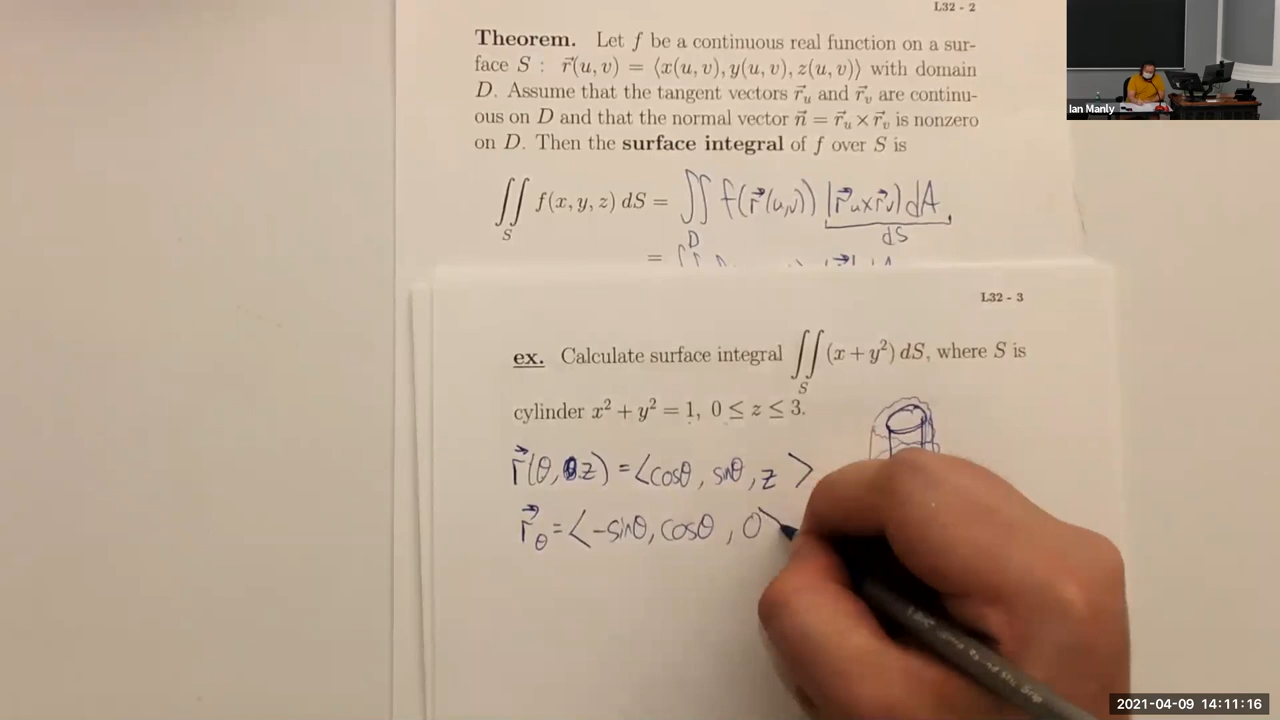 L32 - 2
Theorem. Let f be a continuous real function on a sur-
face S : r⃗(u, v) = ⟨x(u, v), y(u, v), z(u, v)⟩ with domain
D. Assume that the tangent vectors r⃗_u and r⃗_v are continu-
ous on D and that the normal vector n⃗ = r⃗_u × r⃗_v is nonzero
on D. Then the surface integral of f over S is
∬_S f(x, y, z) dS = ∬_D f(r⃗(u,v)) |r⃗_u × r⃗_v| dA
dS
=
L32 - 3
ex. Calculate surface integral ∬_S (x + y²) dS, where S is
cylinder x² + y² = 1, 0 ≤ z ≤ 3.
r⃗(θ, z) = ⟨cosθ, sinθ, z⟩
r⃗_θ = ⟨-sinθ, cosθ, 0⟩
Ian Manly
2021-04-09 14:11:16